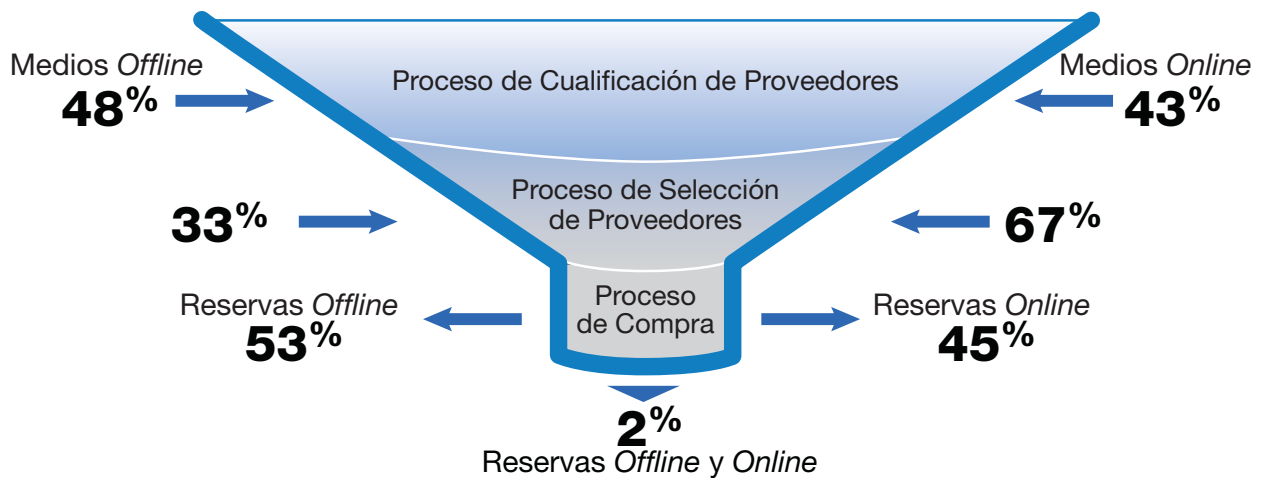 Medios Offline
48%
Proceso de Cualificación de Proveedores
Medios Online
43%
33%
Proceso de Selección
de Proveedores
67%
Reservas Offline
53%
Proceso
de Compra
Reservas Online
45%
2%
Reservas Offline y Online